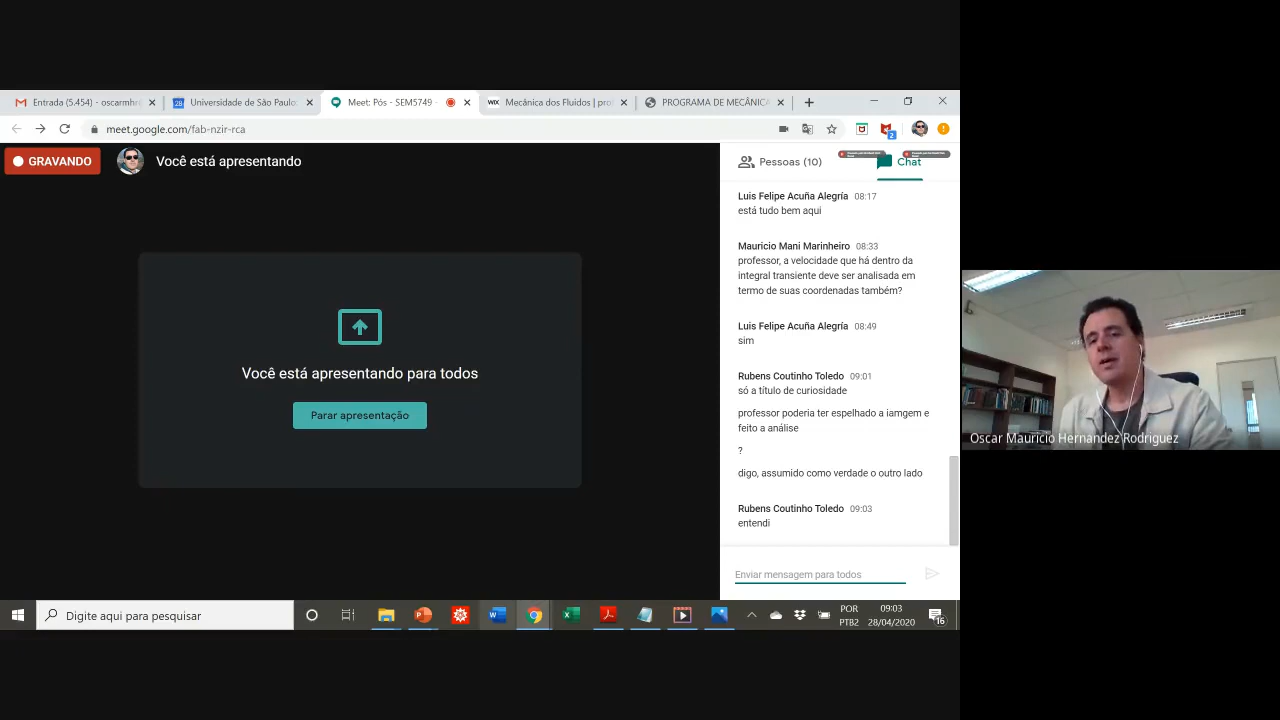 Entrada (5.454) - oscarmhr
Universidade de São Paulo:
Meet: Pós - SEM5749 -
WIX
Mecânica dos Fluidos | pro
PROGRAMA DE MECÂNICA
meet.google.com/fab-nzir-rca
2
GRAVANDO
Você está apresentando
Pessoas (10)
Chat
Luis Felipe Acuña Alegría 08:17
está tudo bem aqui
Mauricio Mani Marinheiro 08:33
professor, a velocidade que há dentro da
integral transiente deve ser analisada em
termo de suas coordenadas também?
Luis Felipe Acuña Alegría 08:49
sim
Rubens Coutinho Toledo 09:01
só a título de curiosidade
professor poderia ter espelhado a iamgem e
feito a análise
?
digo, assumido como verdade o outro lado
Rubens Coutinho Toledo 09:03
entendi
Enviar mensagem para todos
Você está apresentando para todos
Parar apresentação
Oscar Mauricio Hernandez Rodriguez
Digite aqui para pesquisar
POR
PTB2
09:03
28/04/2020
16